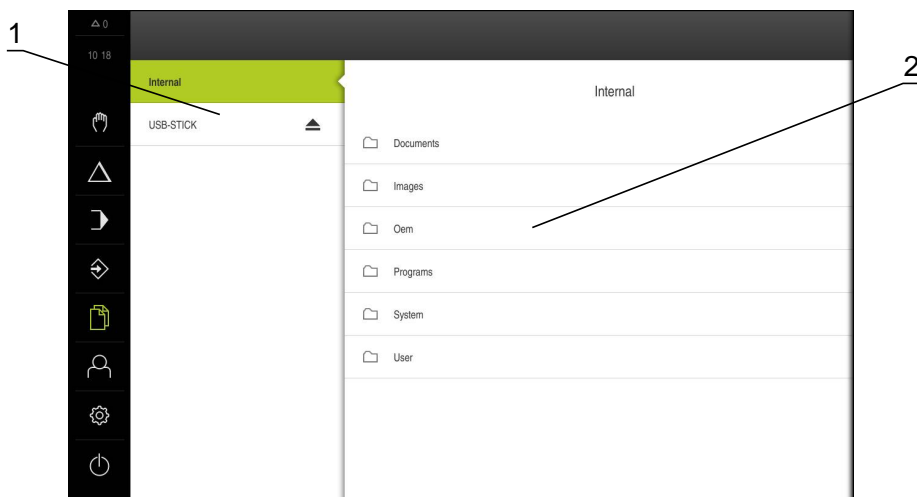 1
0
10 18
Internal
USB-STICK
Internal
Documents
Images
Oem
Programs
System
User
2